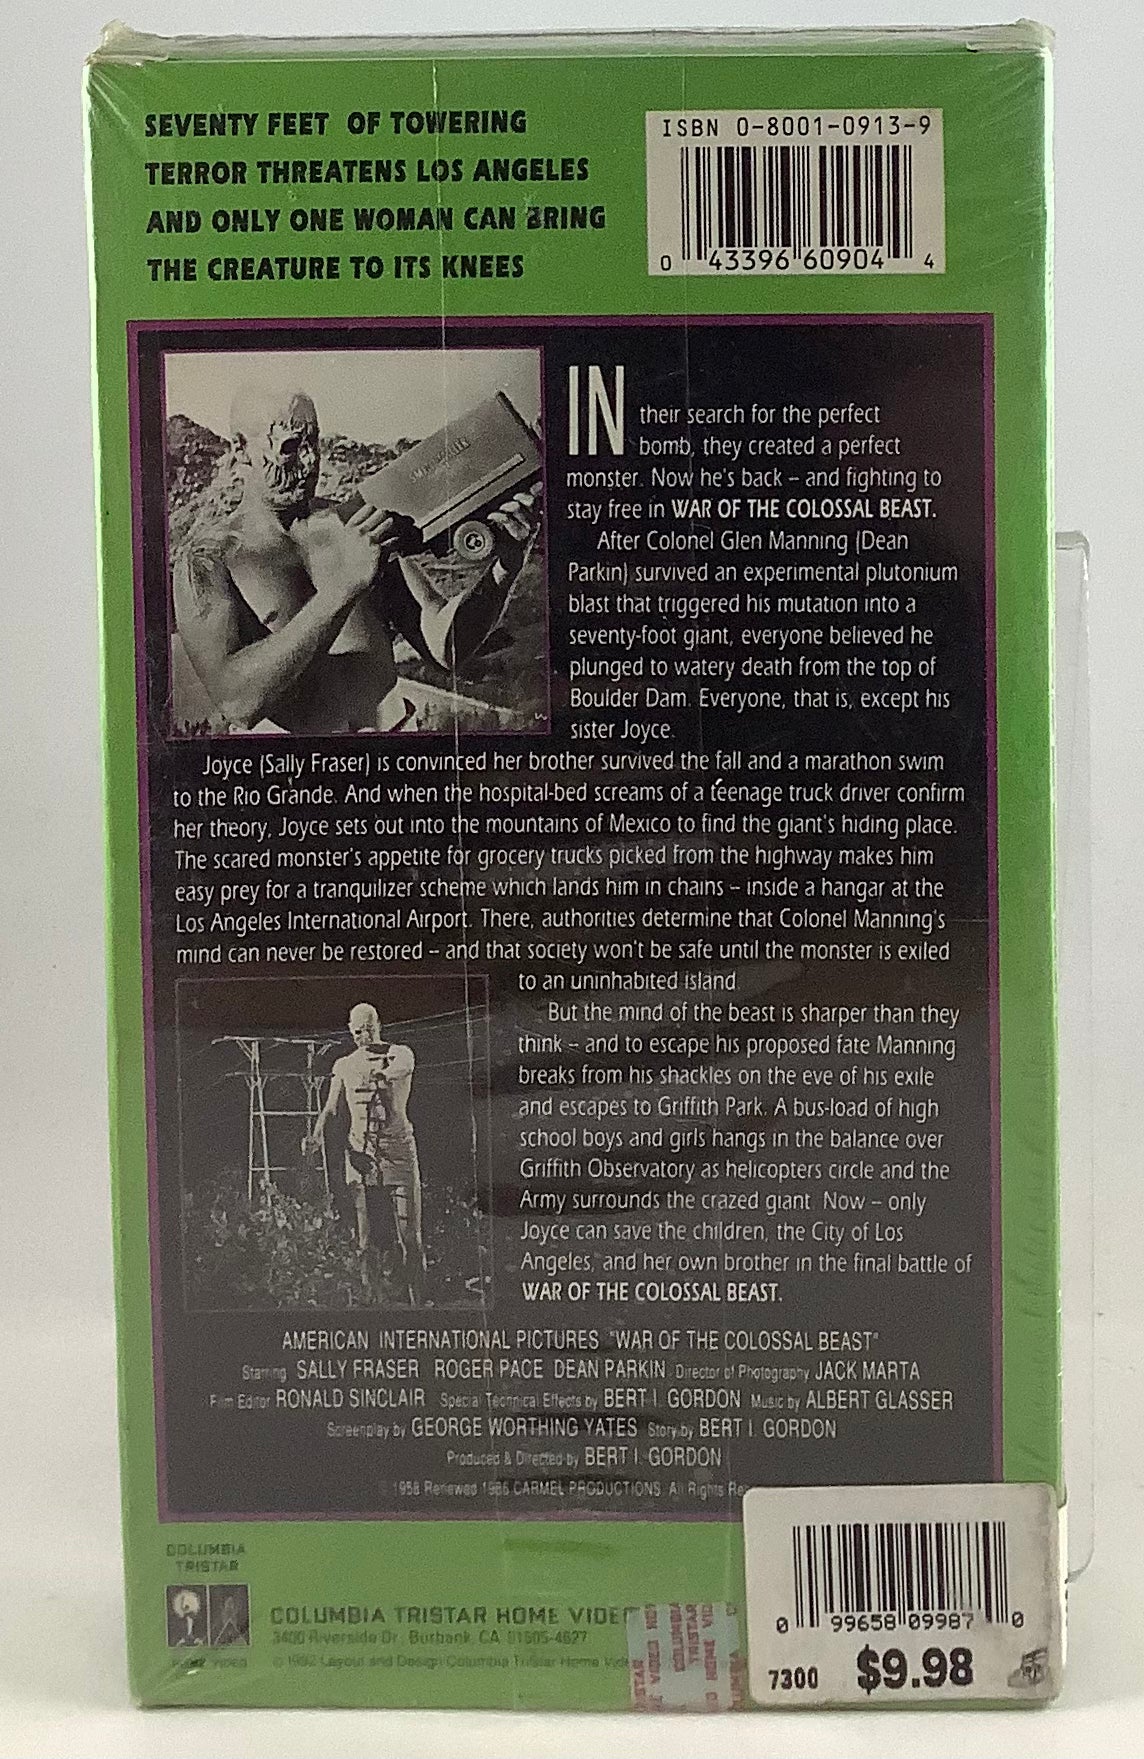 SEVENTY FEET OF TOWERING
TERROR THREATENS LOS ANGELES
AND ONLY ONE WOMAN CAN BRING
THE CREATURE TO ITS KNEES
ISBN 0-8001-0913-9
0 43396 60904 4
IN their search for the perfect
bomb, they created a perfect
monster. Now he's back – and fighting to
stay free in WAR OF THE COLOSSAL BEAST.
After Colonel Glen Manning (Dean
Parkin) survived an experimental plutonium
blast that triggered his mutation into a
seventy-foot giant, everyone believed he
plunged to watery death from the top of
Boulder Dam. Everyone, that is, except his
sister Joyce.
Joyce (Sally Fraser) is convinced her brother survived the fall and a marathon swim
to the Rio Grande. And when the hospital-bed screams of a teenage truck driver confirm
her theory, Joyce sets out into the mountains of Mexico to find the giant's hiding place.
The scared monster's appetite for grocery trucks picked from the highway makes him
easy prey for a tranquilizer scheme which lands him in chains – inside a hangar at the
Los Angeles International Airport. There, authorities determine that Colonel Manning's
mind can never be restored – and that society won't be safe until the monster is exiled
to an uninhabited island.
But the mind of the beast is sharper than they
think – and to escape his proposed fate Manning
breaks from his shackles on the eve of his exile
and escapes to Griffith Park. A bus-load of high
school boys and girls hangs in the balance over
Griffith Observatory as helicopters circle and the
Army surrounds the crazed giant. Now – only
Joyce can save the children, the City of Los
Angeles, and her own brother in the final battle of
WAR OF THE COLOSSAL BEAST.
AMERICAN INTERNATIONAL PICTURES "WAR OF THE COLOSSAL BEAST"
Starring SALLY FRASER ROGER PACE DEAN PARKIN Director of Photography JACK MARTA
Film Editor RONALD SINCLAIR Special Technical Effects by BERT I. GORDON Music by ALBERT GLASSER
Screenplay by GEORGE WORTHING YATES Story by BERT I. GORDON
Produced & Directed by BERT I. GORDON
1958 Renewed 1986 CARMEL PRODUCTIONS. All Rights Re
COLUMBIA
TRISTAR
HOME VIDEO
COLUMBIA TRISTAR HOME VIDE
3400 Riverside Dr., Burbank, CA 91505-4627
© 1992 Layout and Design Columbia TriStar Home Vid
0 99658 09987 0
7300 $9.98